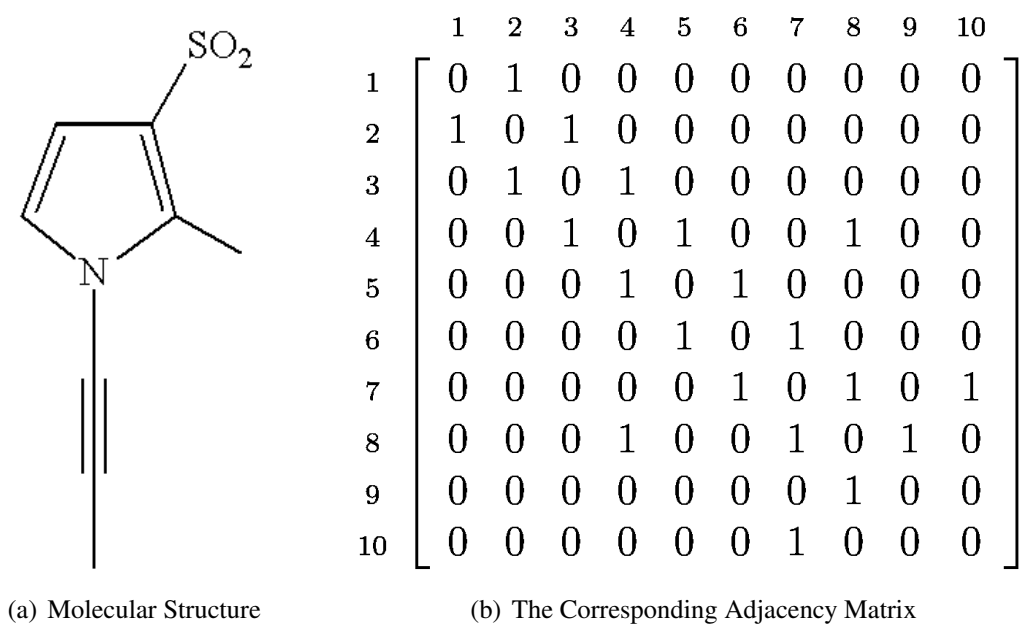 SO2
N
1 2 3 4 5 6 7 8 9 10
1 0 1 0 0 0 0 0 0 0 0
2 1 0 1 0 0 0 0 0 0 0
3 0 1 0 1 0 0 0 0 0 0
4 0 0 1 0 1 0 0 1 0 0
5 0 0 0 1 0 1 0 0 0 0
6 0 0 0 0 1 0 1 0 0 0
7 0 0 0 0 0 1 0 1 0 1
8 0 0 0 1 0 0 1 0 1 0
9 0 0 0 0 0 0 0 1 0 0
10 0 0 0 0 0 0 1 0 0 0
(a) Molecular Structure
(b) The Corresponding Adjacency Matrix